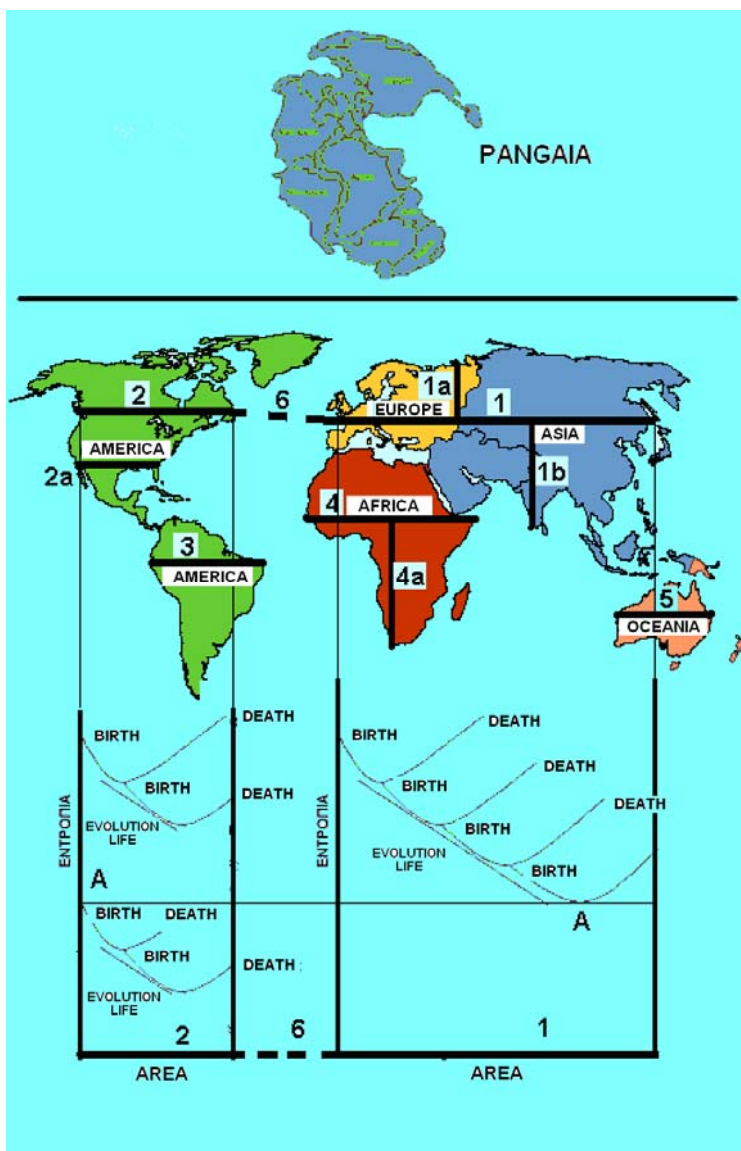 PANGAIA
2
6
1a
EUROPE
1
AMERICA
ASIA
2a
1b
4
AFRICA
3
AMERICA
4a
5
OCEANIA
DEATH
DEATH
BIRTH
BIRTH
DEATH
BIRTH
DEATH
BIRTH
DEATH
EVOLUTION
LIFE
BIRTH
ΕΝΤΡΟΠΙΑ
ΕΝΤΡΟΠΙΑ
EVOLUTION
LIFE
BIRTH
A
A
BIRTH
DEATH
BIRTH
DEATH
EVOLUTION
LIFE
2
6
1
AREA
AREA